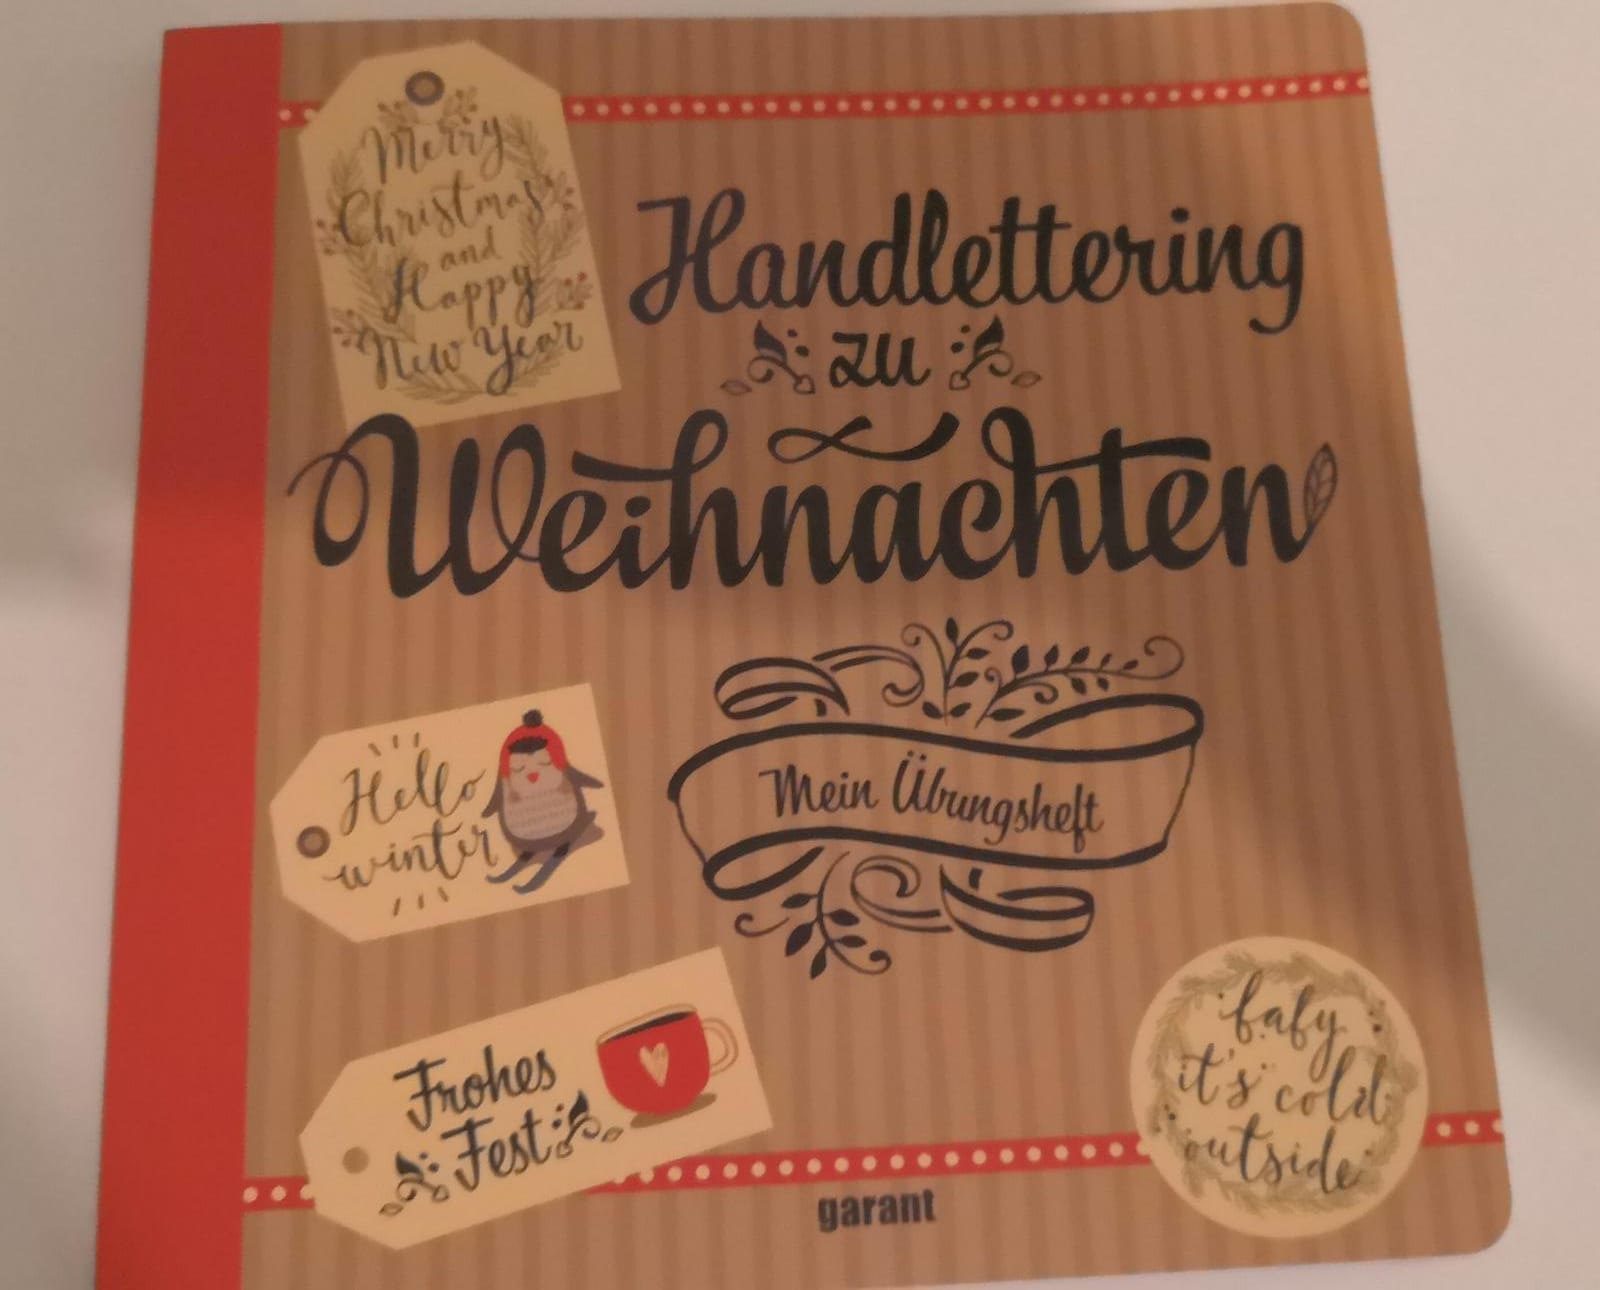 Merry
Christmas
and
Happy
New Year
Handlettering
zu
Weihnachten
Mein Übungsheft
Hello
winter
Frohes
Fest
baby
it's cold
outside
garant